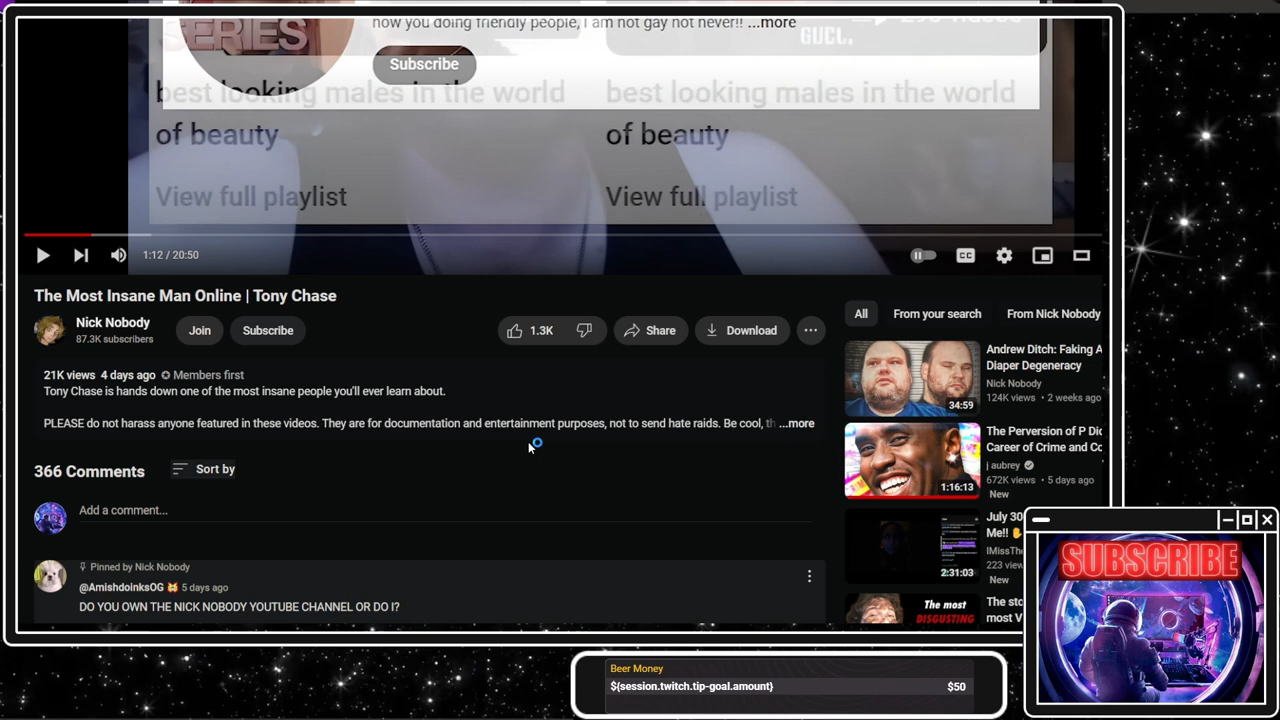 how you doing friendly people, I am not gay not never!! ...more
SERIES
GUCL.
Subscribe
best looking males in the world
of beauty
View full playlist
best looking males in the world
of beauty
View full playlist
1:12 / 20:50
CC
The Most Insane Man Online | Tony Chase
Nick Nobody
87.3K subscribers
Join
Subscribe
1.3K
Share
Download
21K views 4 days ago Members first
Tony Chase is hands down one of the most insane people you'll ever learn about.
PLEASE do not harass anyone featured in these videos. They are for documentation and entertainment purposes, not to send hate raids. Be cool, th ...more
366 Comments
Sort by
Add a comment...
Pinned by Nick Nobody
@AmishdoinksOG 5 days ago
DO YOU OWN THE NICK NOBODY YOUTUBE CHANNEL OR DO I?
All
From your search
From Nick Nobody
Andrew Ditch: Faking A
Diaper Degeneracy
Nick Nobody
124K views • 2 weeks ago
34:59
The Perversion of P Did
Career of Crime and Co
j aubrey
672K views • 5 days ago
New
1:16:13
July 30
Me!!
IMissThe
223 view
New
2:31:03
The sto
most V
The most
DISGUSTING
SUBSCRIBE
Beer Money
${session.twitch.tip-goal.amount}
$50